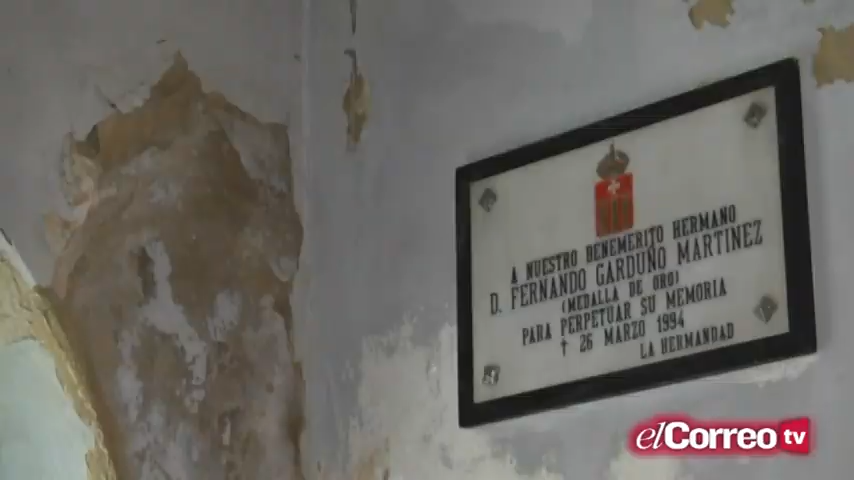 A NUESTRO BENEMERITO HERMANO
D. FERNANDO GARDUÑO MARTINEZ
(MEDALLA DE ORO)
PARA PERPETUAR SU MEMORIA
† 26 MARZO 1994
LA HERMANDAD
elCorreo tv